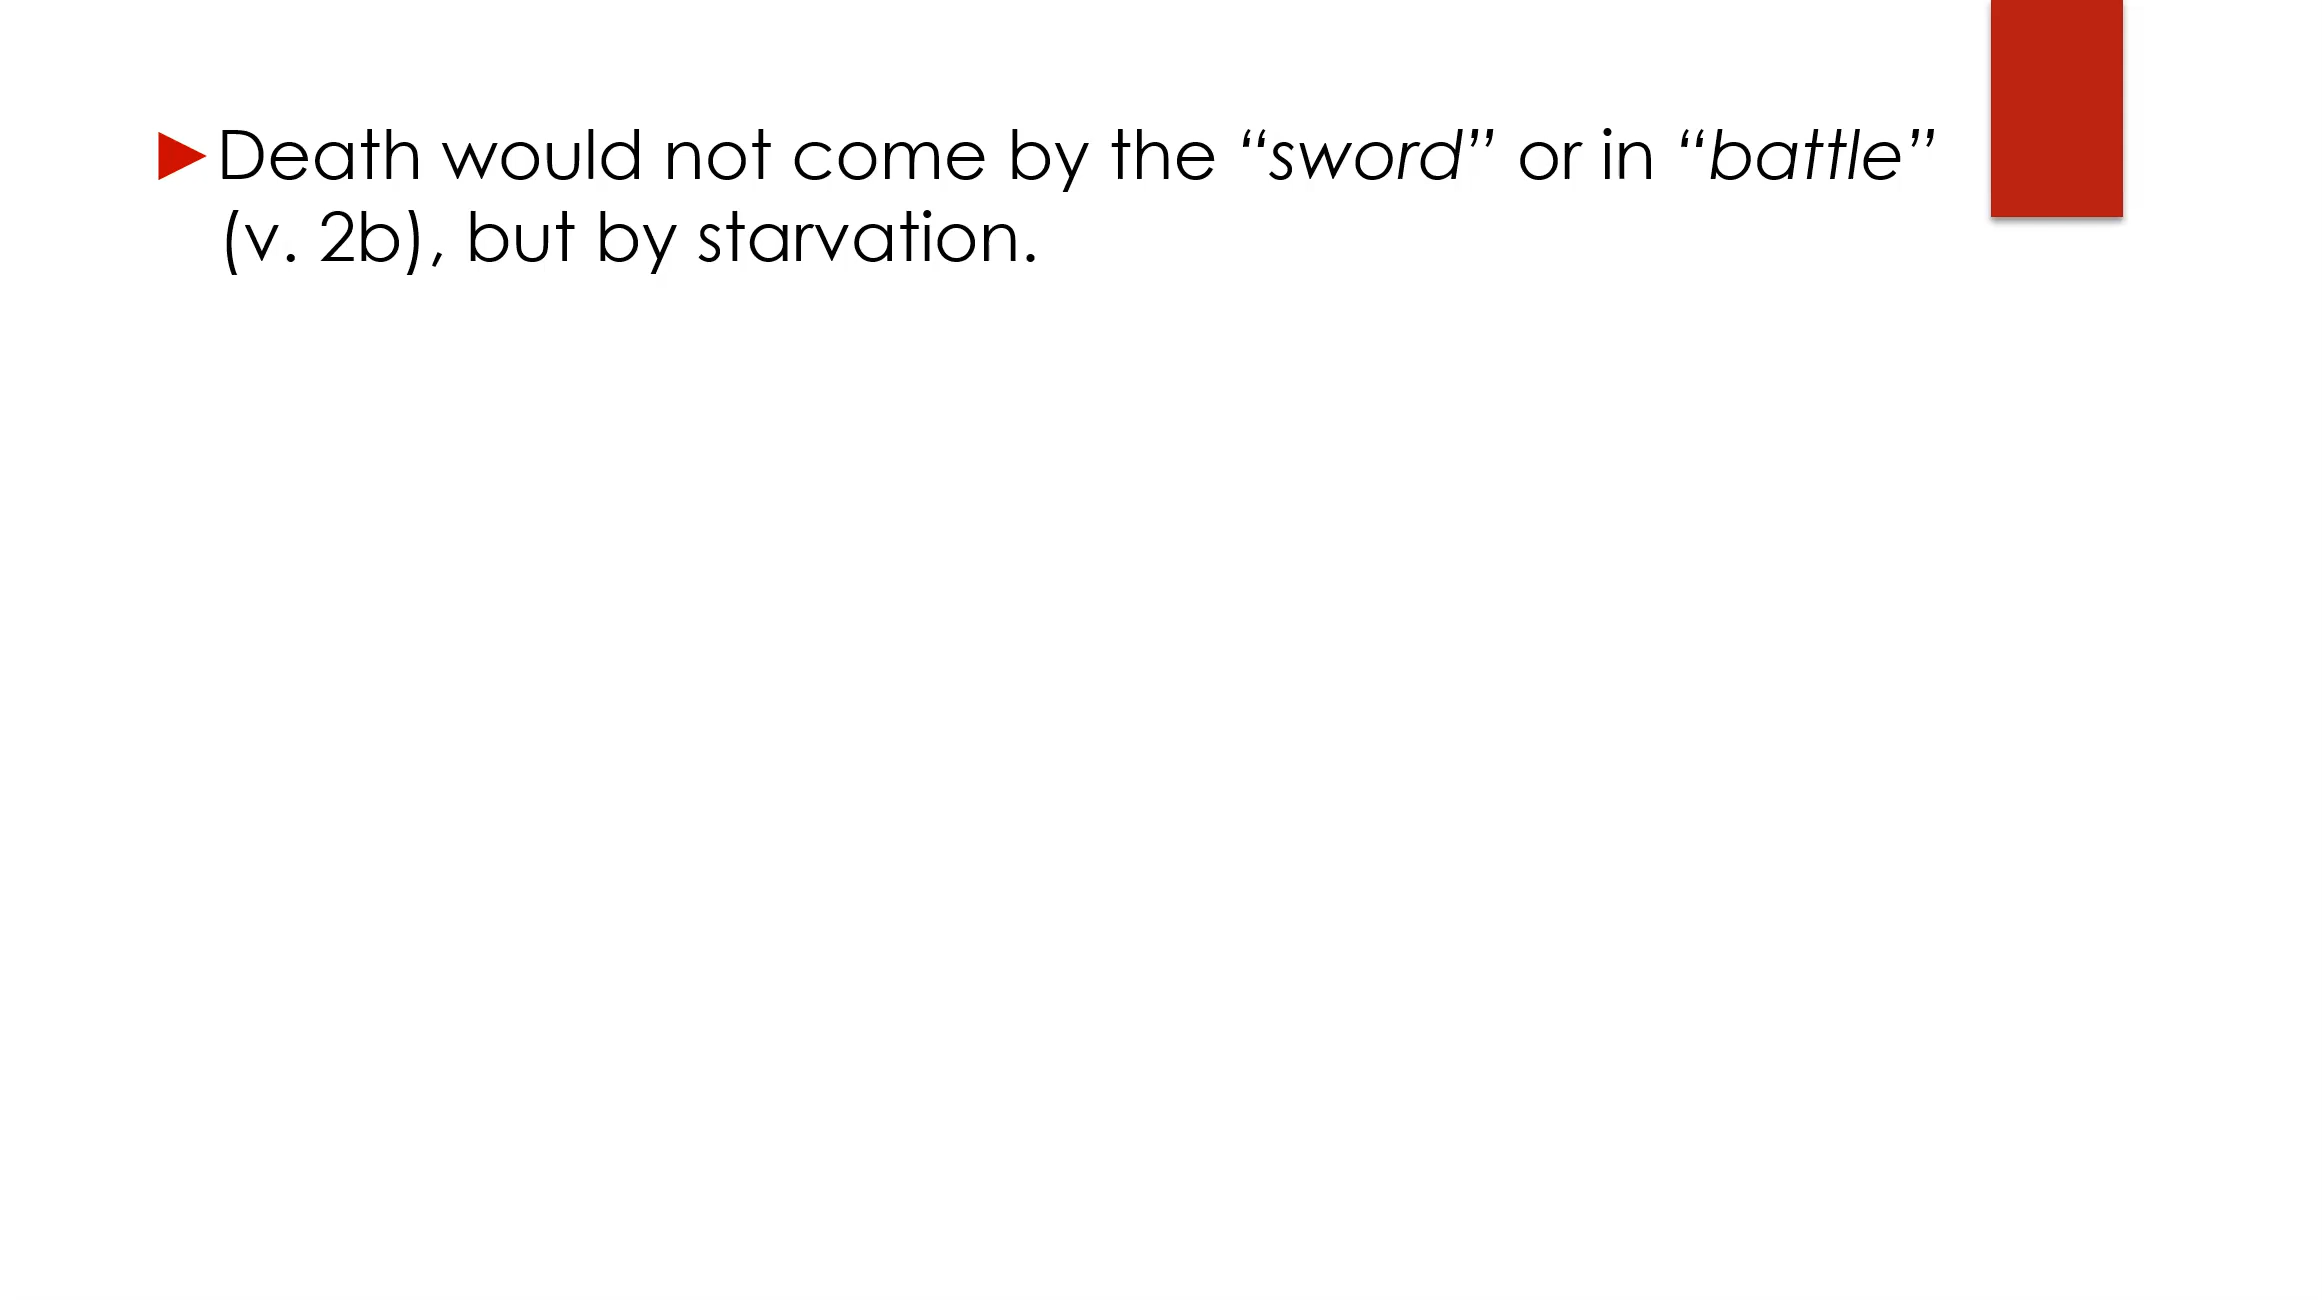 ►Death would not come by the “sword” or in “battle”
(v. 2b), but by starvation.